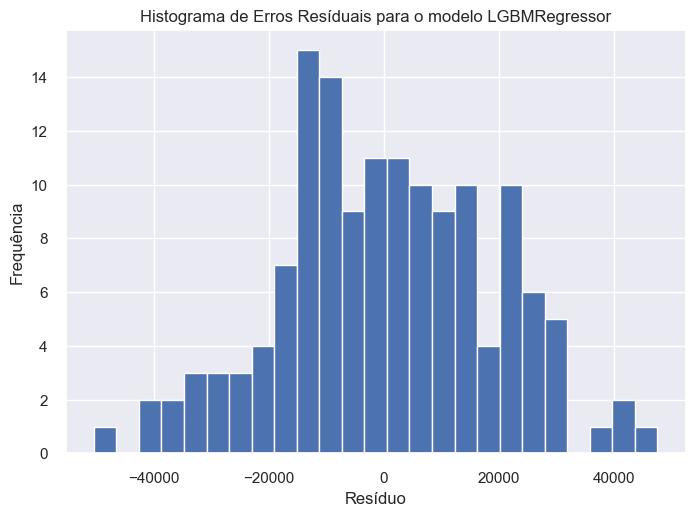 Histograma de Erros Resíduais para o modelo LGBMRegressor
Frequência
14
12
10
8
6
4
2
0
−40000 −20000 0 20000 40000
Resíduo